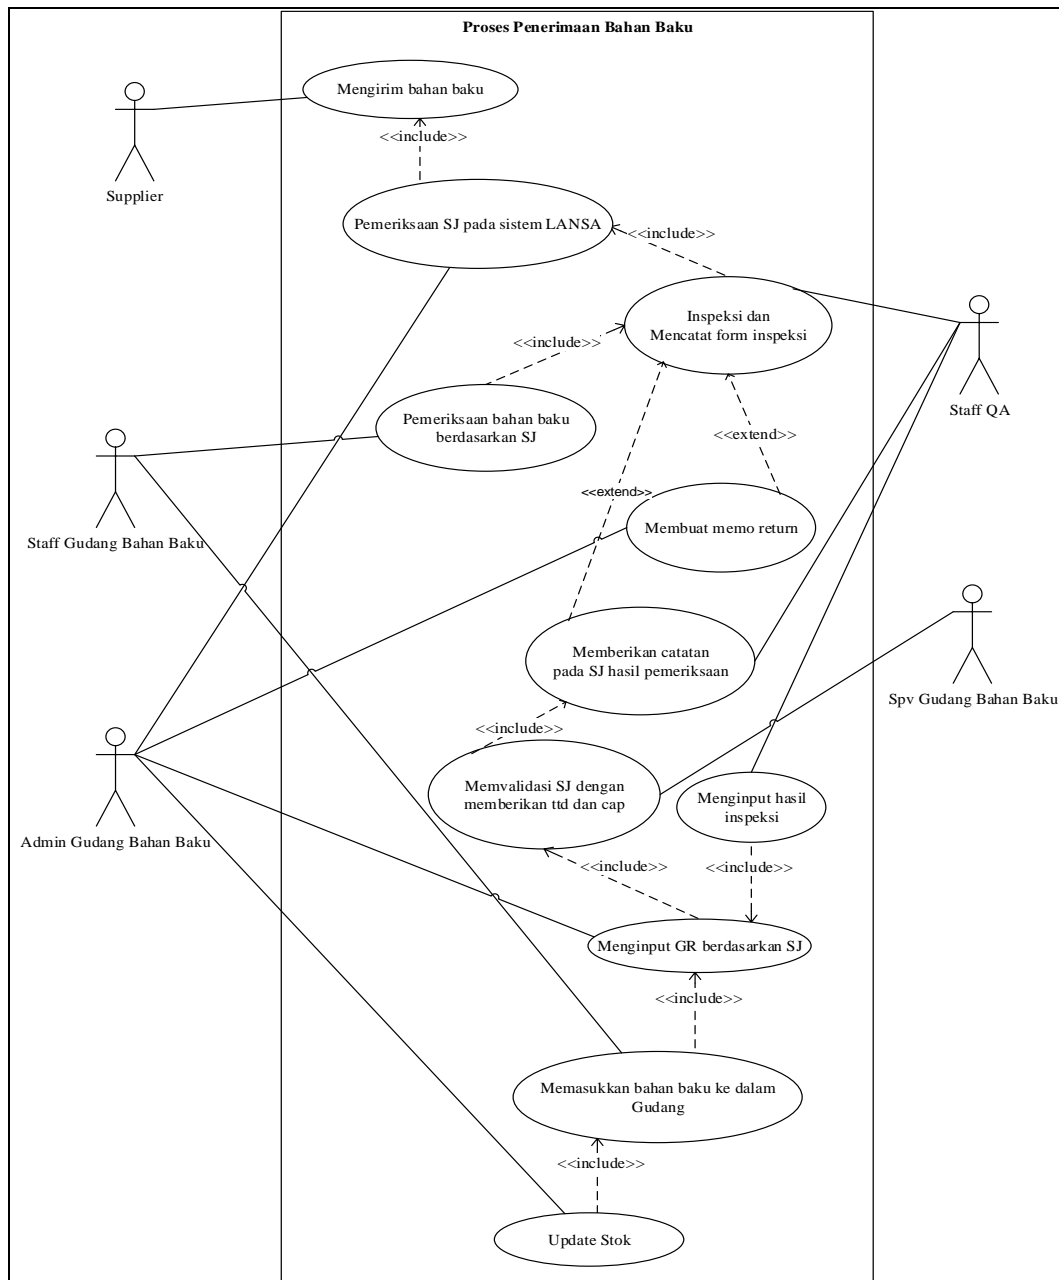 Proses Penerimaan Bahan Baku
Mengirim bahan baku
<<include>>
Supplier
Pemeriksaan SJ pada sistem LANSA
<<include>>
Inspeksi dan
Mencatat form inspeksi
<<include>>
Staff QA
Pemeriksaan bahan baku
berdasarkan SJ
<<extend>>
<<extend>>
Membuat memo return
Staff Gudang Bahan Baku
Memberikan catatan
pada SJ hasil pemeriksaan
Spv Gudang Bahan Baku
<<include>>
Memvalidasi SJ dengan
memberikan ttd dan cap
Menginput hasil
inspeksi
Admin Gudang Bahan Baku
<<include>>
<<include>>
Menginput GR berdasarkan SJ
<<include>>
Memasukkan bahan baku ke dalam
Gudang
<<include>>
Update Stok